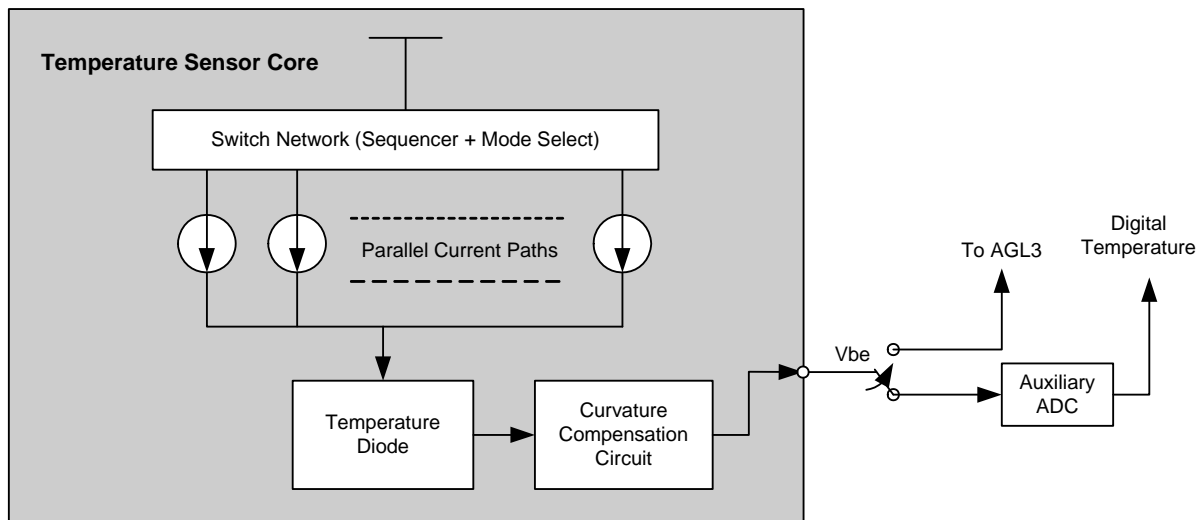 Temperature Sensor Core
Switch Network (Sequencer + Mode Select)
Parallel Current Paths
Temperature
Diode
Curvature
Compensation
Circuit
Vbe
To AGL3
Digital
Temperature
Auxiliary
ADC